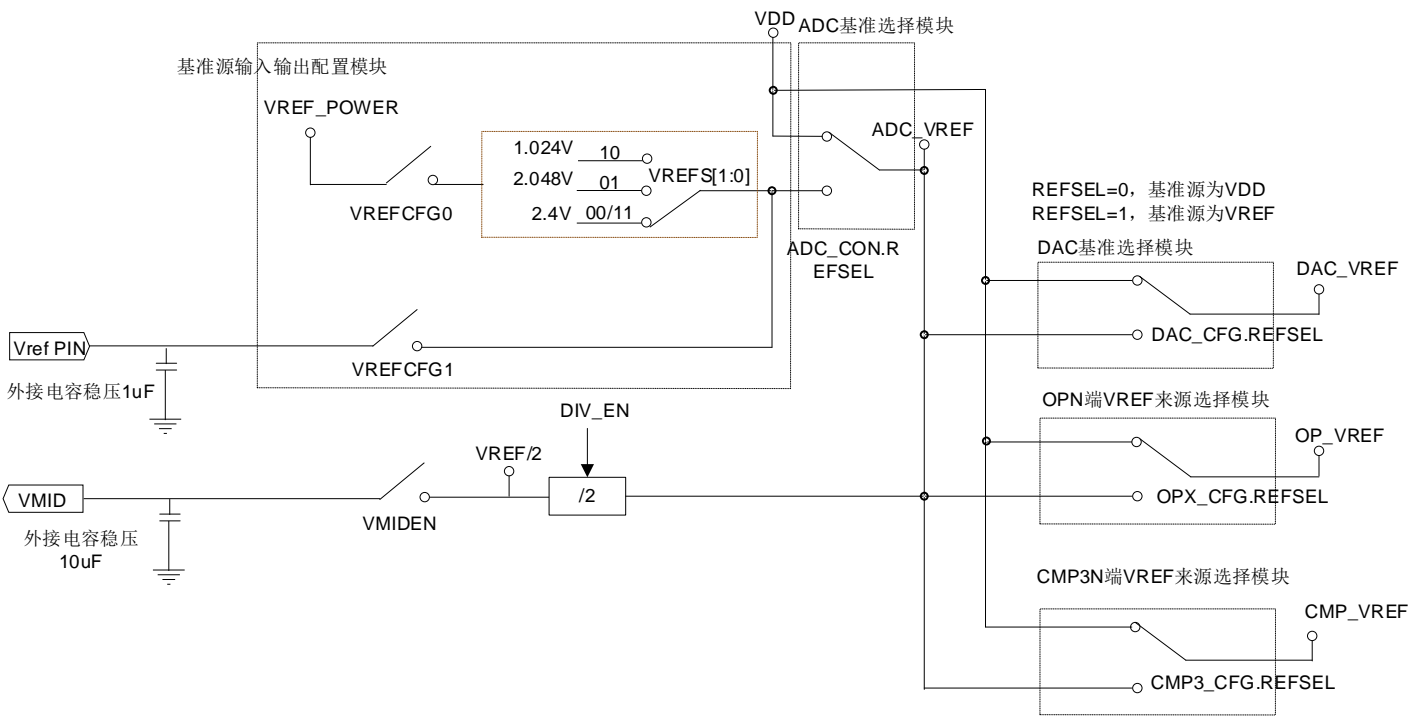 VDD
ADC基准选择模块
基准源输入输出配置模块
VREF_POWER
ADC_VREF
1.024V
10
2.048V
01
VREFS[1:0]
2.4V
00/11
VREFCFG0
REFSEL=0，基准源为VDD
REFSEL=1，基准源为VREF
ADC_CON.R
EFSEL
DAC基准选择模块
DAC_VREF
Vref PIN
DAC_CFG.REFSEL
VREFCFG1
外接电容稳压1uF
OPN端VREF来源选择模块
DIV_EN
OP_VREF
VREF/2
VMID
/2
OPX_CFG.REFSEL
VMIDEN
外接电容稳压
10uF
CMP3N端VREF来源选择模块
CMP_VREF
CMP3_CFG.REFSEL